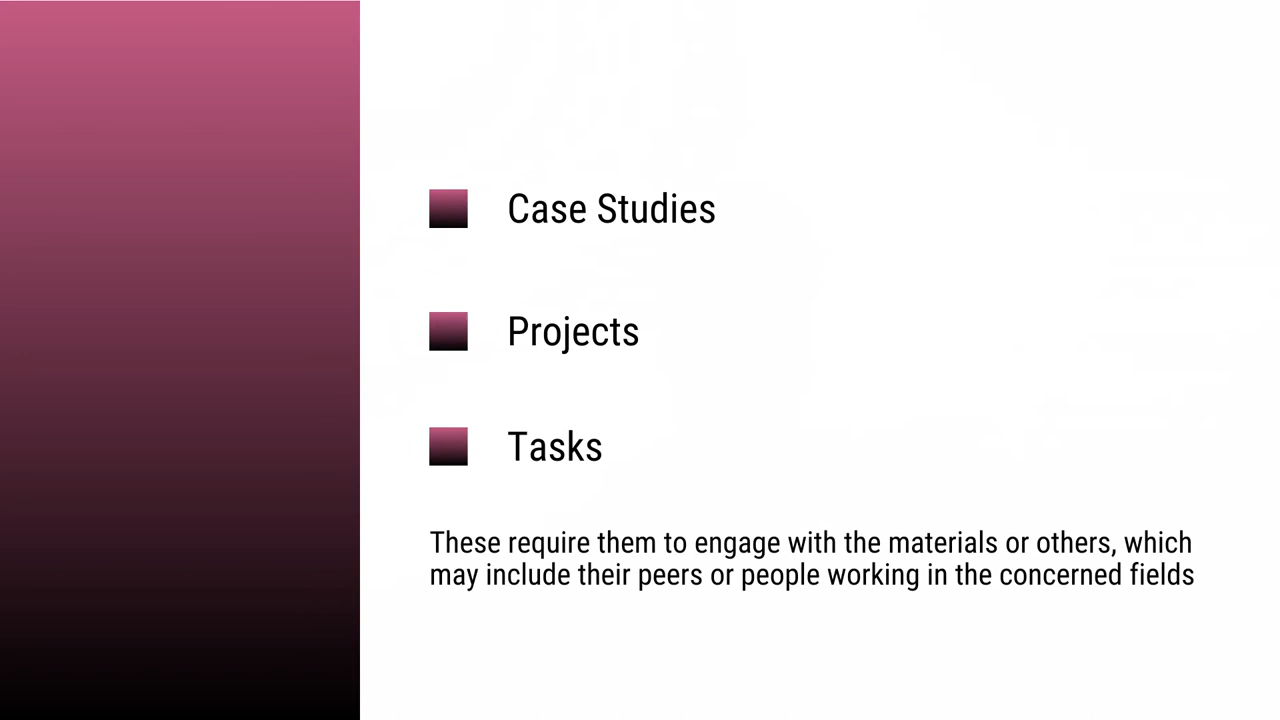 Case Studies
Projects
Tasks
These require them to engage with the materials or others, which
may include their peers or people working in the concerned fields